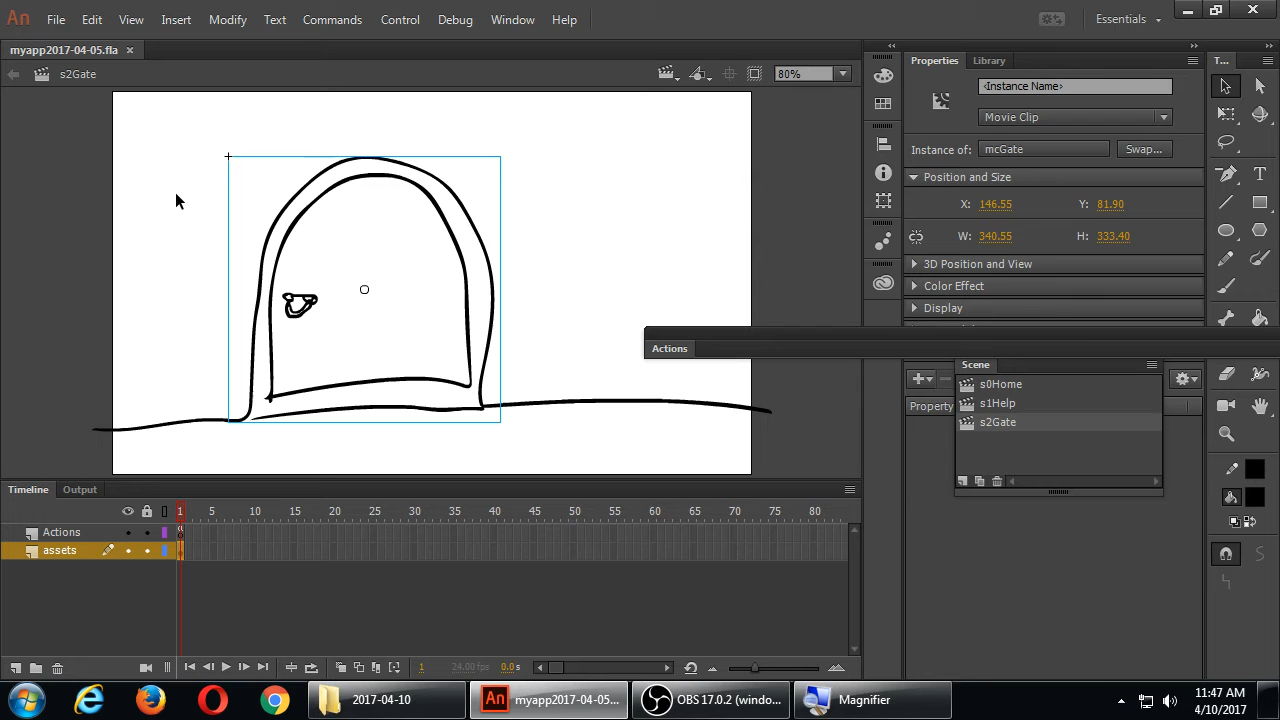 An File Edit View Insert Modify Text Commands Control Debug Window Help Essentials
myapp2017-04-05.fla ×
s2Gate 80%
Properties Library T...
<Instance Name>
Movie Clip
Instance of: mcGate Swap...
Position and Size
X: 146.55 Y: 81.90
W: 340.55 H: 333.40
3D Position and View
Color Effect
Display
Actions
Scene
s0Home
Property s1Help
s2Gate
Timeline Output
1 5 10 15 20 25 30 35 40 45 50 55 60 65 70 75 80
Actions
assets
1 24.00 fps 0.0 s
2017-04-10 An myapp2017-04-05... OBS 17.0.2 (windo... Magnifier 11:47 AM
4/10/2017